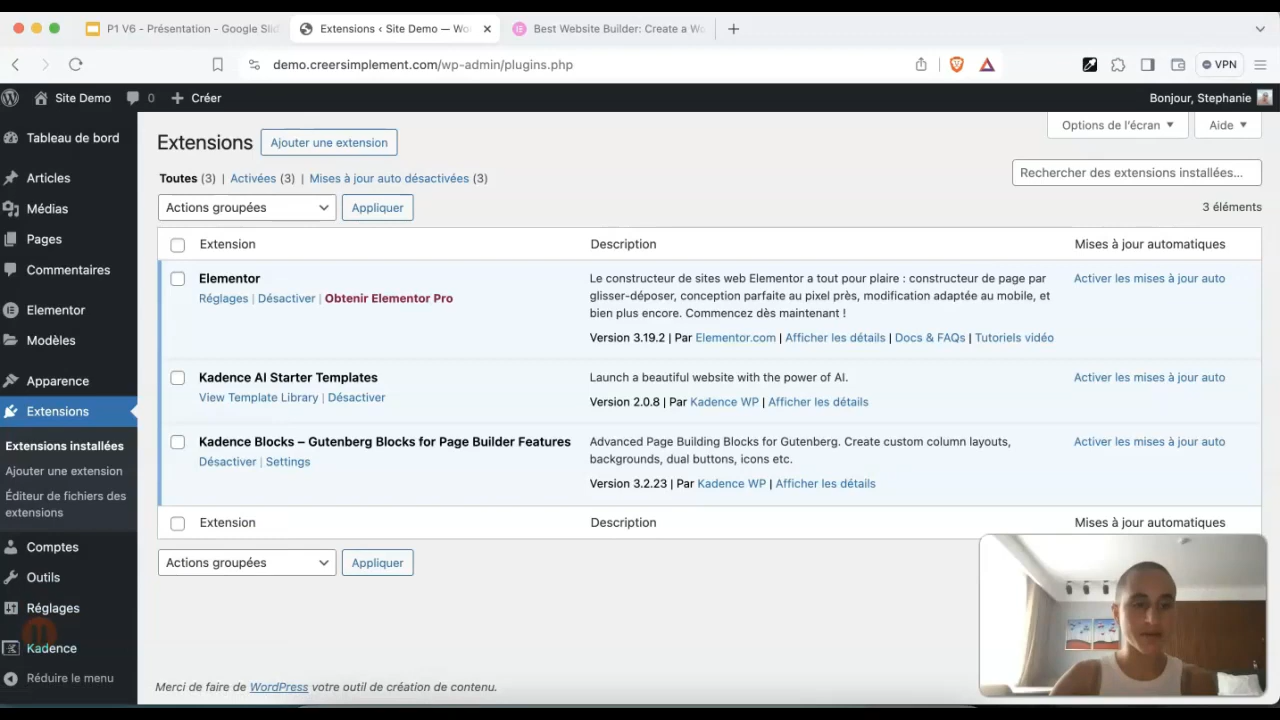 P1 V6 - Présentation - Google Slid
Extensions ‹ Site Demo — Wo
Best Website Builder: Create a Wo
demo.creersimplement.com/wp-admin/plugins.php
VPN
Site Demo
0
Créer
Bonjour, Stephanie
Tableau de bord
Articles
Médias
Pages
Commentaires
Elementor
Modèles
Apparence
Extensions
Extensions installées
Ajouter une extension
Éditeur de fichiers des
extensions
Comptes
Outils
Réglages
Kadence
Réduire le menu
Extensions
Ajouter une extension
Options de l'écran
Aide
Toutes (3) | Activées (3) | Mises à jour auto désactivées (3)
Rechercher des extensions installées...
Actions groupées
Appliquer
3 éléments
Extension
Description
Mises à jour automatiques
Elementor
Réglages | Désactiver | Obtenir Elementor Pro
Le constructeur de sites web Elementor a tout pour plaire : constructeur de page par
glisser-déposer, conception parfaite au pixel près, modification adaptée au mobile, et
bien plus encore. Commencez dès maintenant !
Version 3.19.2 | Par Elementor.com | Afficher les détails | Docs & FAQs | Tutoriels vidéo
Activer les mises à jour auto
Kadence AI Starter Templates
View Template Library | Désactiver
Launch a beautiful website with the power of AI.
Version 2.0.8 | Par Kadence WP | Afficher les détails
Activer les mises à jour auto
Kadence Blocks – Gutenberg Blocks for Page Builder Features
Désactiver | Settings
Advanced Page Building Blocks for Gutenberg. Create custom column layouts,
backgrounds, dual buttons, icons etc.
Version 3.2.23 | Par Kadence WP | Afficher les détails
Activer les mises à jour auto
Extension
Description
Mises à jour automatiques
Actions groupées
Appliquer
Merci de faire de WordPress votre outil de création de contenu.